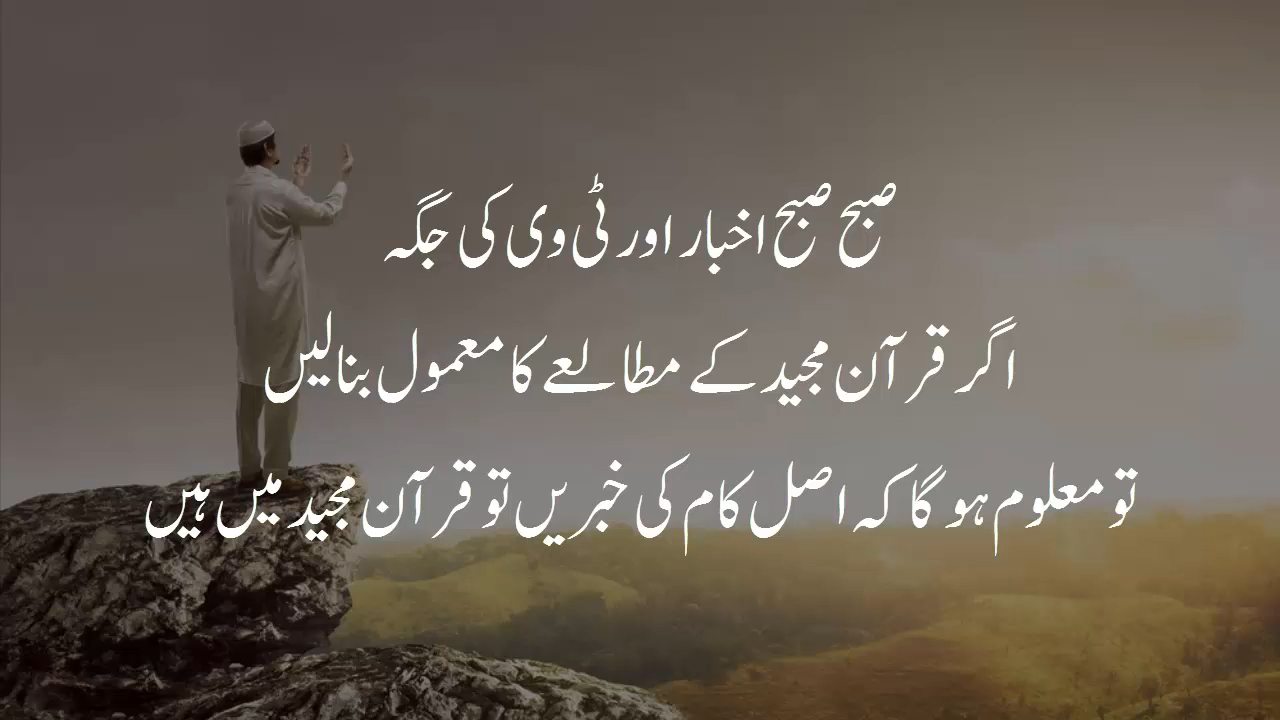 صبح صبح اخبار اور ٹی وی کی جگہ
اگر قرآن مجید کے مطالعے کا معمول بنالیں
تو معلوم ہو گا کہ اصل کام کی خبریں تو قرآن مجید میں ہیں